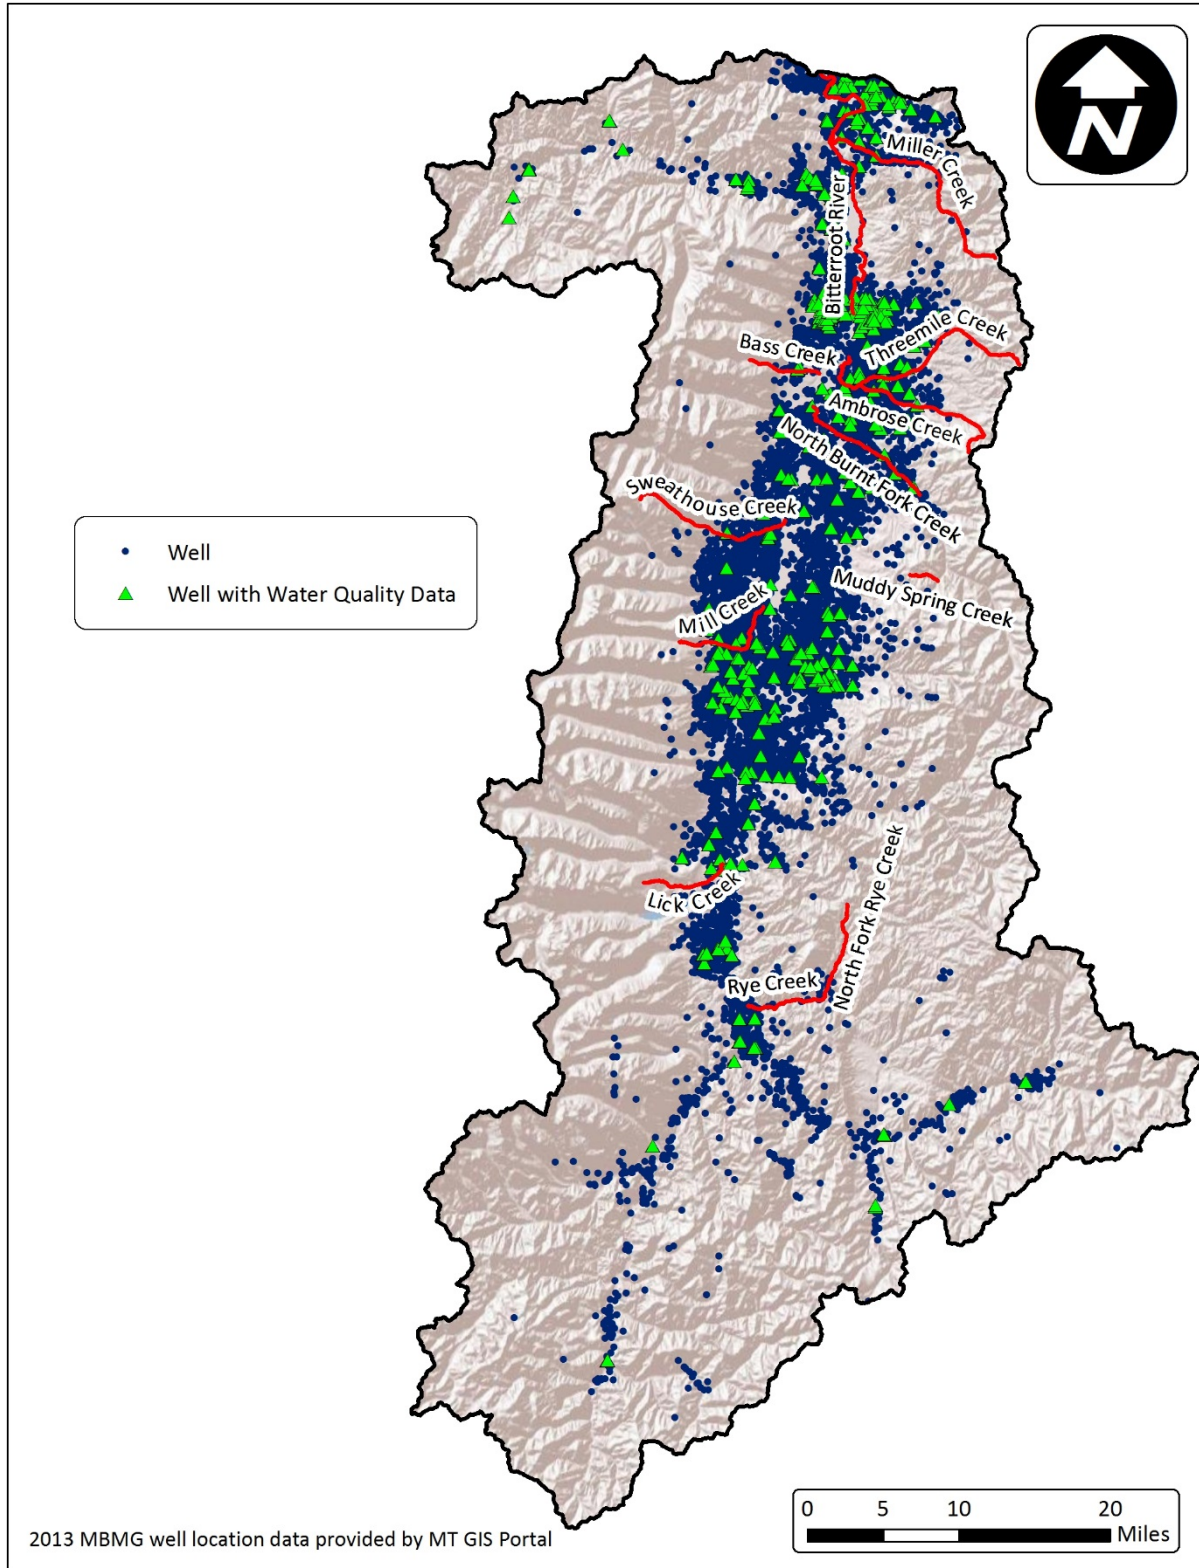 N
Miller Creek
Bitterroot River
Threemile Creek
Bass Creek
Ambrose Creek
North Burnt Fork Creek
Sweathouse Creek
Well
Well with Water Quality Data
Muddy Spring Creek
Mill Creek
North Fork Rye Creek
Lick Creek
Rye Creek
0 5 10 20
Miles
2013 MBMG well location data provided by MT GIS Portal